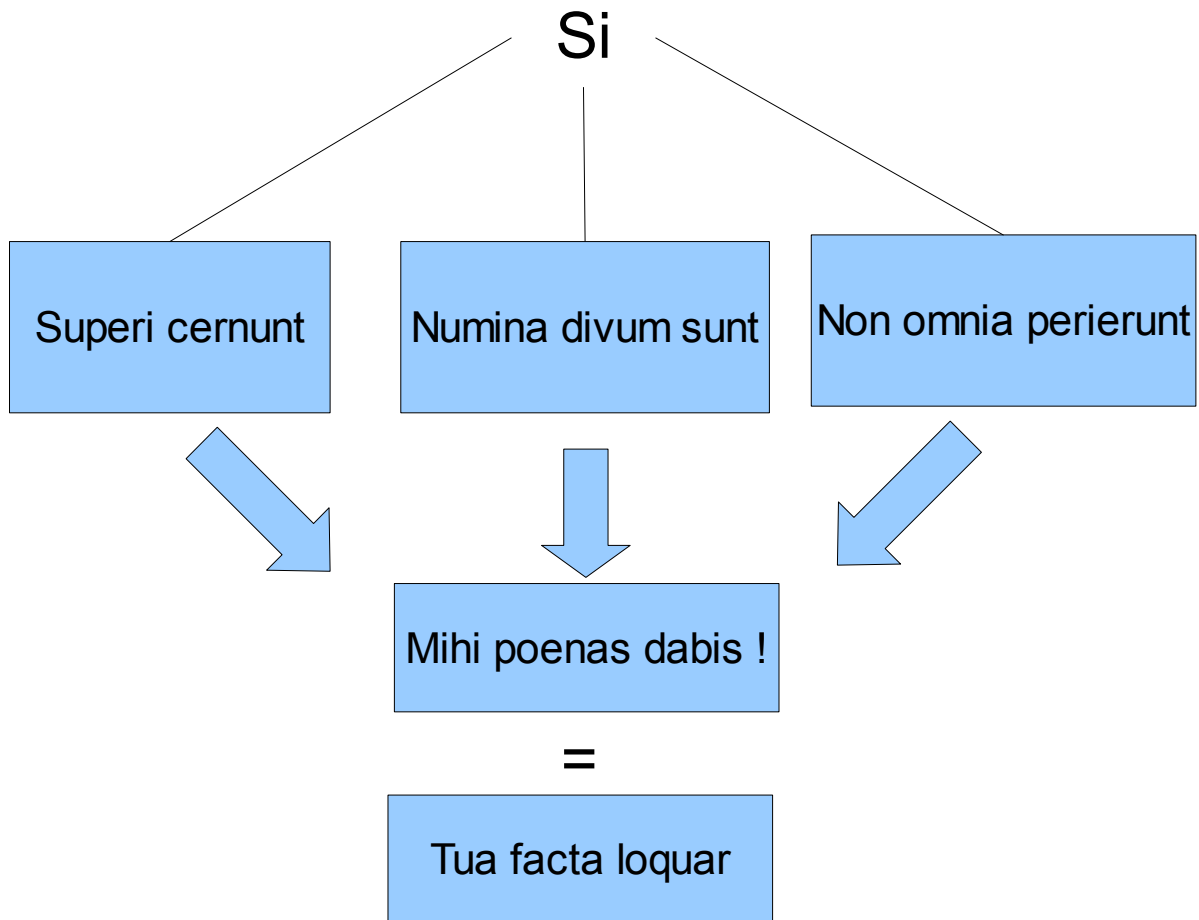 Si
Superi cernunt
Numina divum sunt
Non omnia perierunt
Mihi poenas dabis !
=
Tua facta loquar